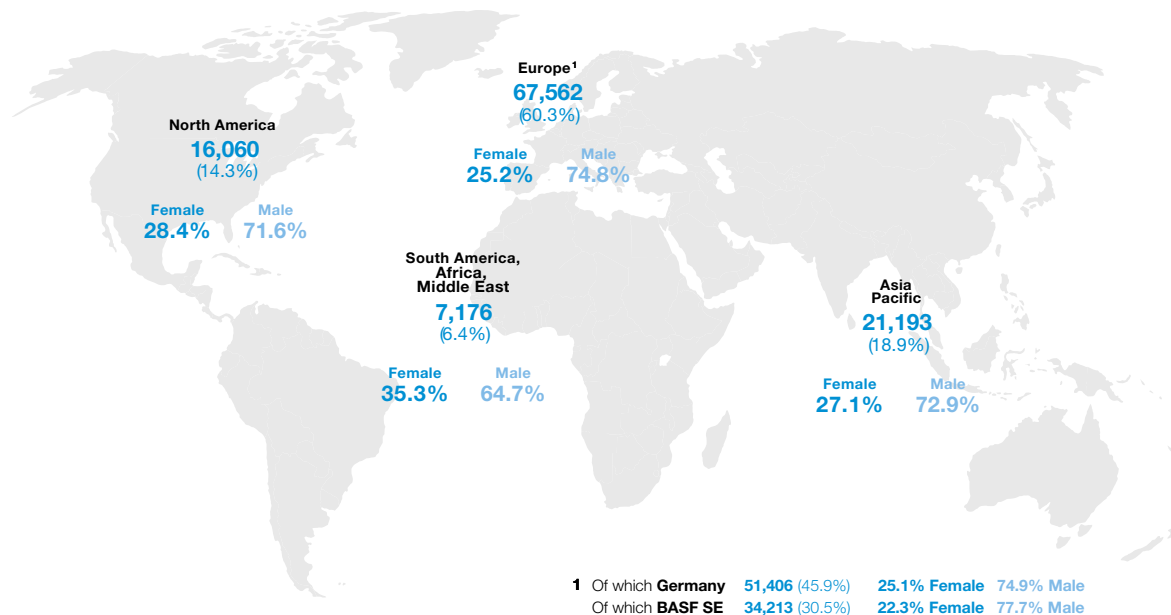 Europe¹
67,562
(60.3%)
Female Male
25.2% 74.8%
North America
16,060
(14.3%)
Female Male
28.4% 71.6%
South America,
Africa,
Middle East
7,176
(6.4%)
Female Male
35.3% 64.7%
Asia
Pacific
21,193
(18.9%)
Female Male
27.1% 72.9%
1 Of which Germany 51,406 (45.9%) 25.1% Female 74.9% Male
Of which BASF SE 34,213 (30.5%) 22.3% Female 77.7% Male